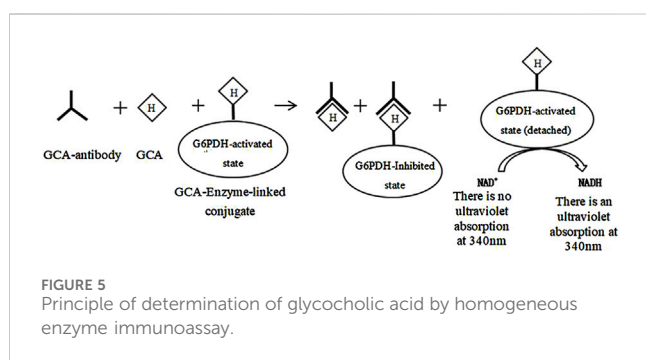 H
H
H
H
H
+ + → + +
G6PDH-activated
state (detached)
GCA-antibody GCA
G6PDH-activated
state
G6PDH-Inhibited
state
GCA-Enzyme-linked
conjugate
NAD⁺
There is no
ultraviolet
absorption
at 340nm
NADH
There is an
ultraviolet
absorption at
340nm
FIGURE 5
Principle of determination of glycocholic acid by homogeneous
enzyme immunoassay.